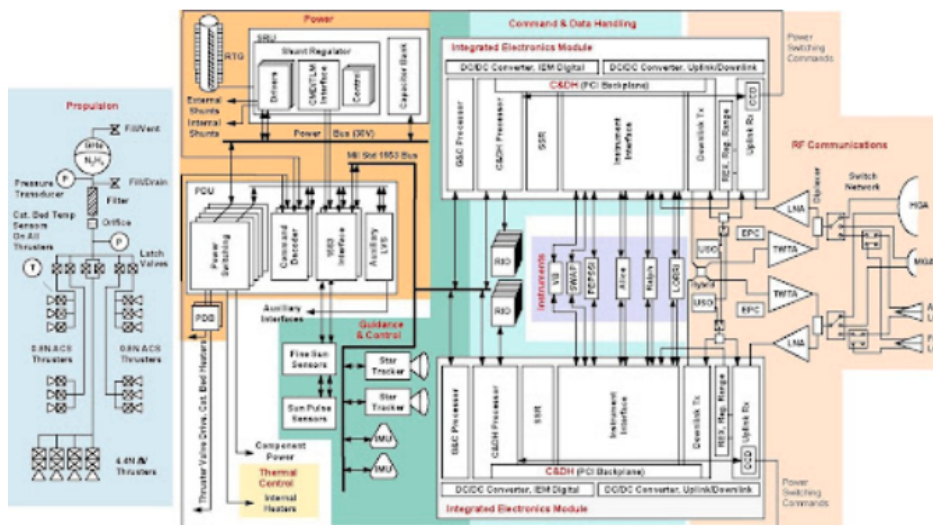 Propulsion
Fill/Vent
GHe
N2H4
Pressure
Transducer
Fill/Drain
Filter
Cat. Bed Temp
Sensors
On All
Thrusters
Orifice
P
P
T
Latch
Valves
0.8N ACS
Thrusters
0.8N ACS
Thrusters
4.4N ΔV
Thrusters
Power
RTG
SRU
Shunt Regulator
Drivers
CMD/TLM
Interface
Control
Capacitor Bank
External
Shunts
Internal
Shunts
Power Bus (30V)
Mil Std 1553 Bus
PDU
Power
Switching
Command
Decoder
1553
Interface
Auxiliary
LVS
PDB
Auxiliary
Interfaces
Thruster Valve Drive, Cat. Bed Heaters
Component
Power
Thermal
Control
Internal
Heaters
Guidance
& Control
Fine Sun
Sensors
Sun Pulse
Sensors
Star
Tracker
Star
Tracker
IMU
IMU
Command & Data Handling
Integrated Electronics Module
DC/DC Converter, IEM Digital
DC/DC Converter, Uplink/Downlink
C&DH (PCI Backplane)
G&C Processor
C&DH Processor
SSR
Instrument
Interface
Downlink Tx
REX, Reg. Range
Uplink Rx
CCD
Power
Switching
Commands
RIO
RIO
Instruments
SWAP
PEPSSI
Alice
Ralph
LORRI
USO
Hybrid
USO
RF Communications
Switch
Network
Diplexer
LNA
EPC
TWTA
TWTA
EPC
LNA
HGA
MGA
G&C Processor
C&DH Processor
SSR
Instrument
Interface
Downlink Tx
REX, Reg. Range
Uplink Rx
CCD
C&DH (PCI Backplane)
DC/DC Converter, IEM Digital
DC/DC Converter, Uplink/Downlink
Integrated Electronics Module
Power
Switching
Commands